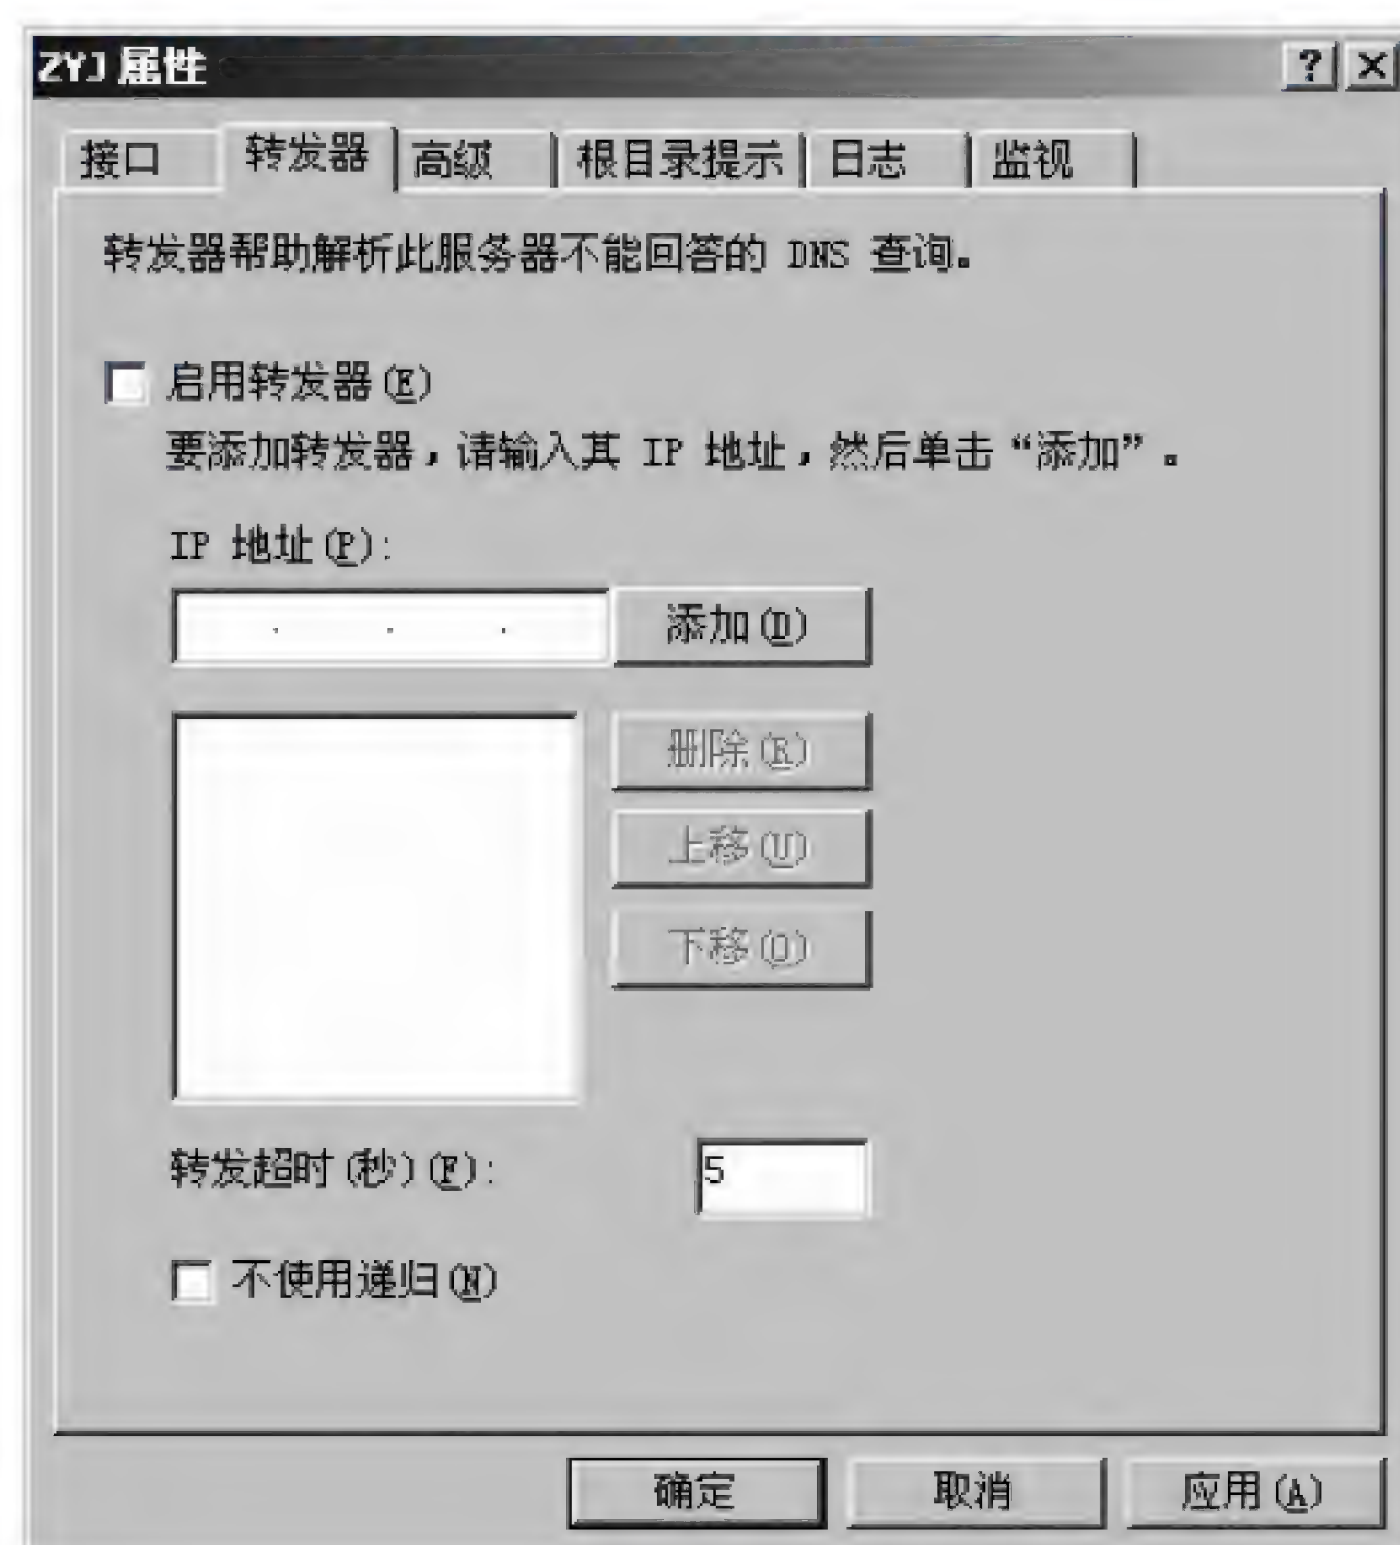 ZYJ 属性
接口 转发器 高级 根目录提示 日志 监视
转发器帮助解析此服务器不能回答的 DNS 查询。
启用转发器(E)
要添加转发器，请输入其 IP 地址，然后单击“添加”。
IP 地址(P):
添加(D)
删除(R)
上移(U)
下移(O)
转发超时(秒)(F):
5
不使用递归(N)
确定 取消 应用(A)